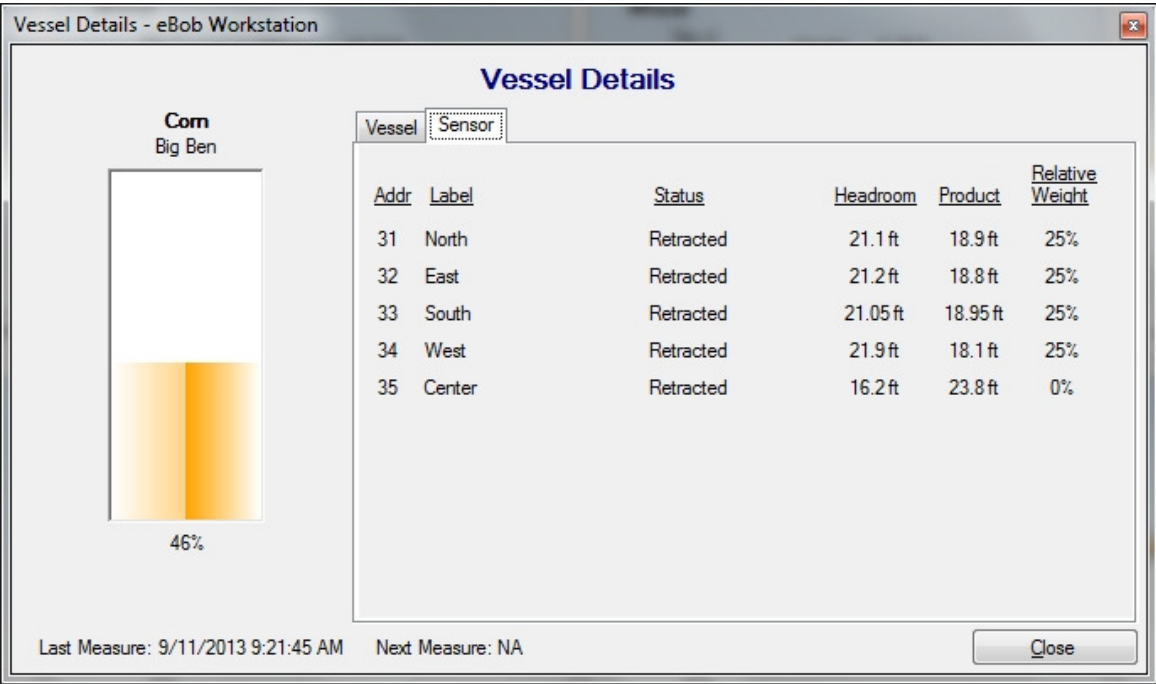 Vessel Details - eBob Workstation
Vessel Details
Corn
Big Ben
46%
Vessel Sensor
Addr Label Status Headroom Product Relative Weight
31 North Retracted 21.1 ft 18.9 ft 25%
32 East Retracted 21.2 ft 18.8 ft 25%
33 South Retracted 21.05 ft 18.95 ft 25%
34 West Retracted 21.9 ft 18.1 ft 25%
35 Center Retracted 16.2 ft 23.8 ft 0%
Last Measure: 9/11/2013 9:21:45 AM Next Measure: NA
Close